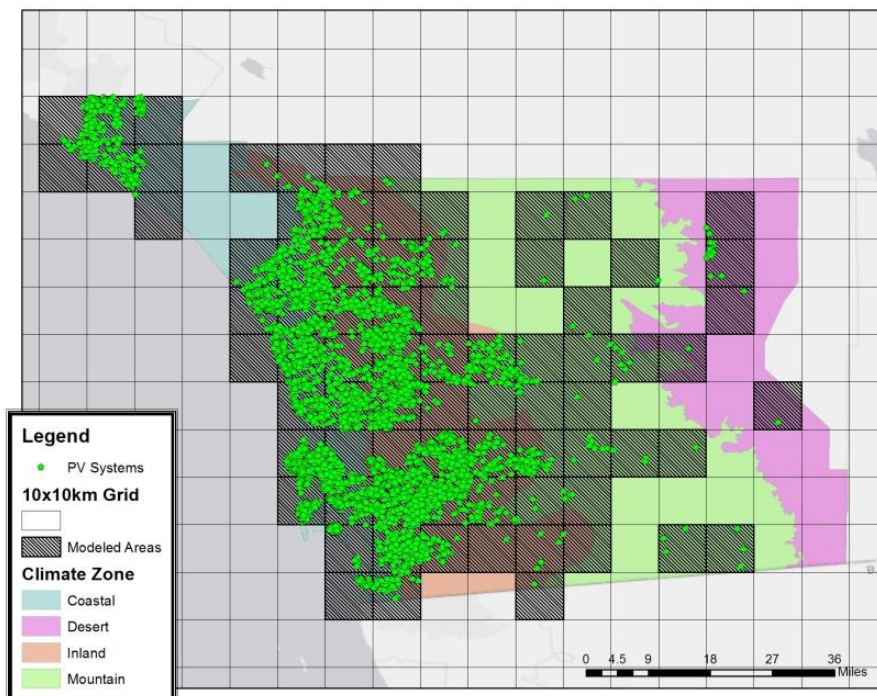 Legend
PV Systems
10x10km Grid
Modeled Areas
Climate Zone
Coastal
Desert
Inland
Mountain
0 4.5 9 18 27 36
Miles